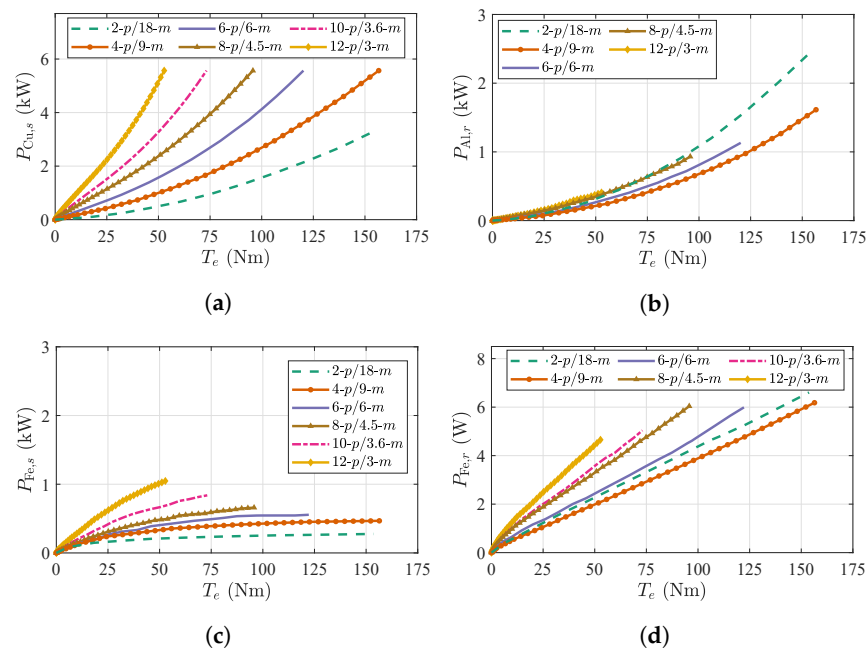 2-p/18-m 6-p/6-m 10-p/3.6-m
4-p/9-m 8-p/4.5-m 12-p/3-m
P_Cu,s (kW)
8
6
4
2
0
0 25 50 75 100 125 150 175
T_e (Nm)
(a)
2-p/18-m 8-p/4.5-m
4-p/9-m 12-p/3-m
6-p/6-m
P_Al,r (kW)
3
2
1
0
0 25 50 75 100 125 150 175
T_e (Nm)
(b)
2-p/18-m
4-p/9-m
6-p/6-m
8-p/4.5-m
10-p/3.6-m
12-p/3-m
P_Fe,s (kW)
3
2
1
0
0 25 50 75 100 125 150 175
T_e (Nm)
(c)
2-p/18-m 6-p/6-m 10-p/3.6-m
4-p/9-m 8-p/4.5-m 12-p/3-m
P_Fe,r (W)
8
6
4
2
0
0 25 50 75 100 125 150 175
T_e (Nm)
(d)